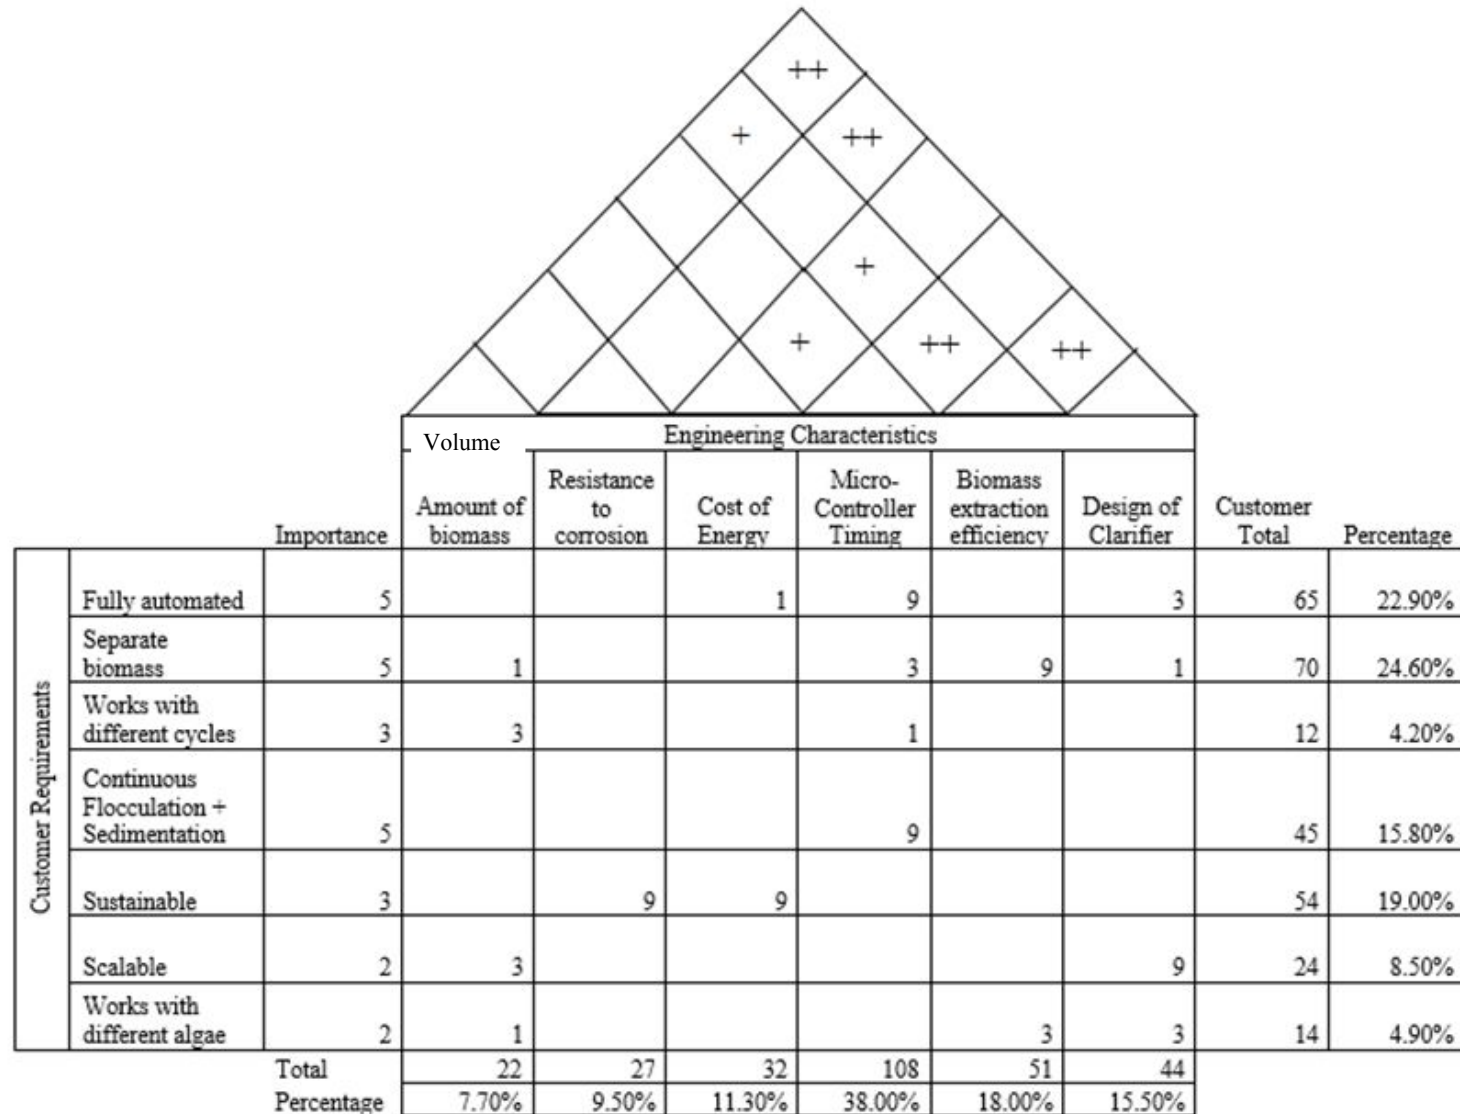 ++
+ ++
+
+ ++ ++
Volume Engineering Characteristics
Importance Amount of biomass Resistance to corrosion Cost of Energy Micro-Controller Timing Biomass extraction efficiency Design of Clarifier Customer Total Percentage
Customer Requirements
Fully automated 5 1 9 3 65 22.90%
Separate biomass 5 1 3 9 1 70 24.60%
Works with different cycles 3 3 1 12 4.20%
Continuous Flocculation + Sedimentation 5 9 45 15.80%
Sustainable 3 9 9 54 19.00%
Scalable 2 3 9 24 8.50%
Works with different algae 2 1 3 3 14 4.90%
Total 22 27 32 108 51 44
Percentage 7.70% 9.50% 11.30% 38.00% 18.00% 15.50%